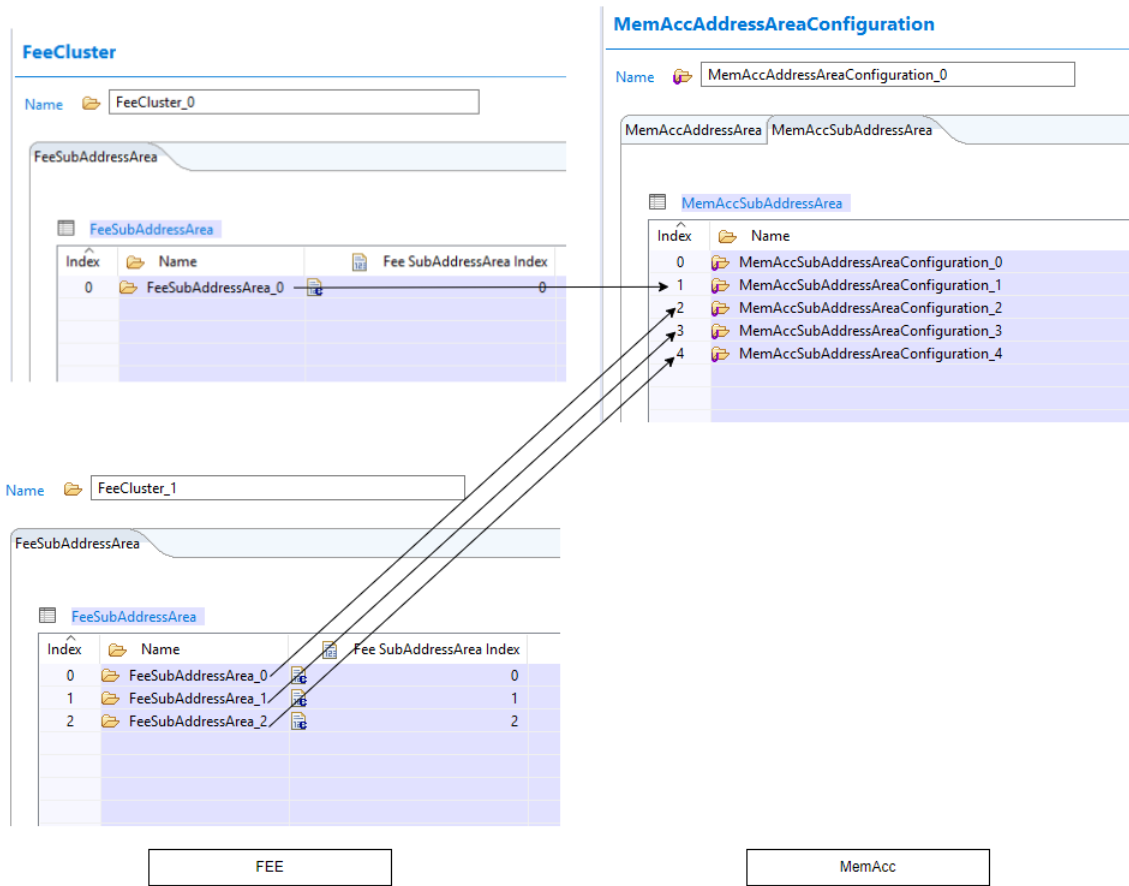 FeeCluster
Name FeeCluster_0
FeeSubAddressArea
FeeSubAddressArea
Index Name Fee SubAddressArea Index
0 FeeSubAddressArea_0 0
MemAccAddressAreaConfiguration
Name MemAccAddressAreaConfiguration_0
MemAccAddressArea MemAccSubAddressArea
MemAccSubAddressArea
Index Name
0 MemAccSubAddressAreaConfiguration_0
1 MemAccSubAddressAreaConfiguration_1
2 MemAccSubAddressAreaConfiguration_2
3 MemAccSubAddressAreaConfiguration_3
4 MemAccSubAddressAreaConfiguration_4
Name FeeCluster_1
FeeSubAddressArea
FeeSubAddressArea
Index Name Fee SubAddressArea Index
0 FeeSubAddressArea_0 0
1 FeeSubAddressArea_1 1
2 FeeSubAddressArea_2 2
FEE
MemAcc